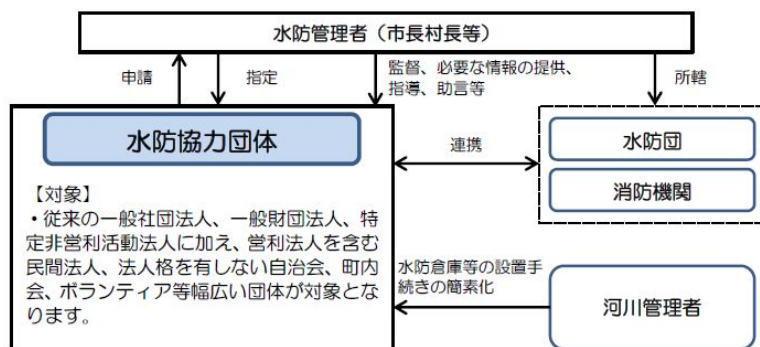 水防管理者（市長村長等）
申請
指定
監督、必要な情報の提供、
指導、助言等
所轄
水防協力団体
【対象】
・従来の一般社団法人、一般財団法人、特
定非営利活動法人に加え、営利法人を含む
民間法人、法人格を有しない自治会、町内
会、ボランティア等幅広い団体が対象とな
ります。
連携
水防団
消防機関
水防倉庫等の設置手
続きの簡素化
河川管理者